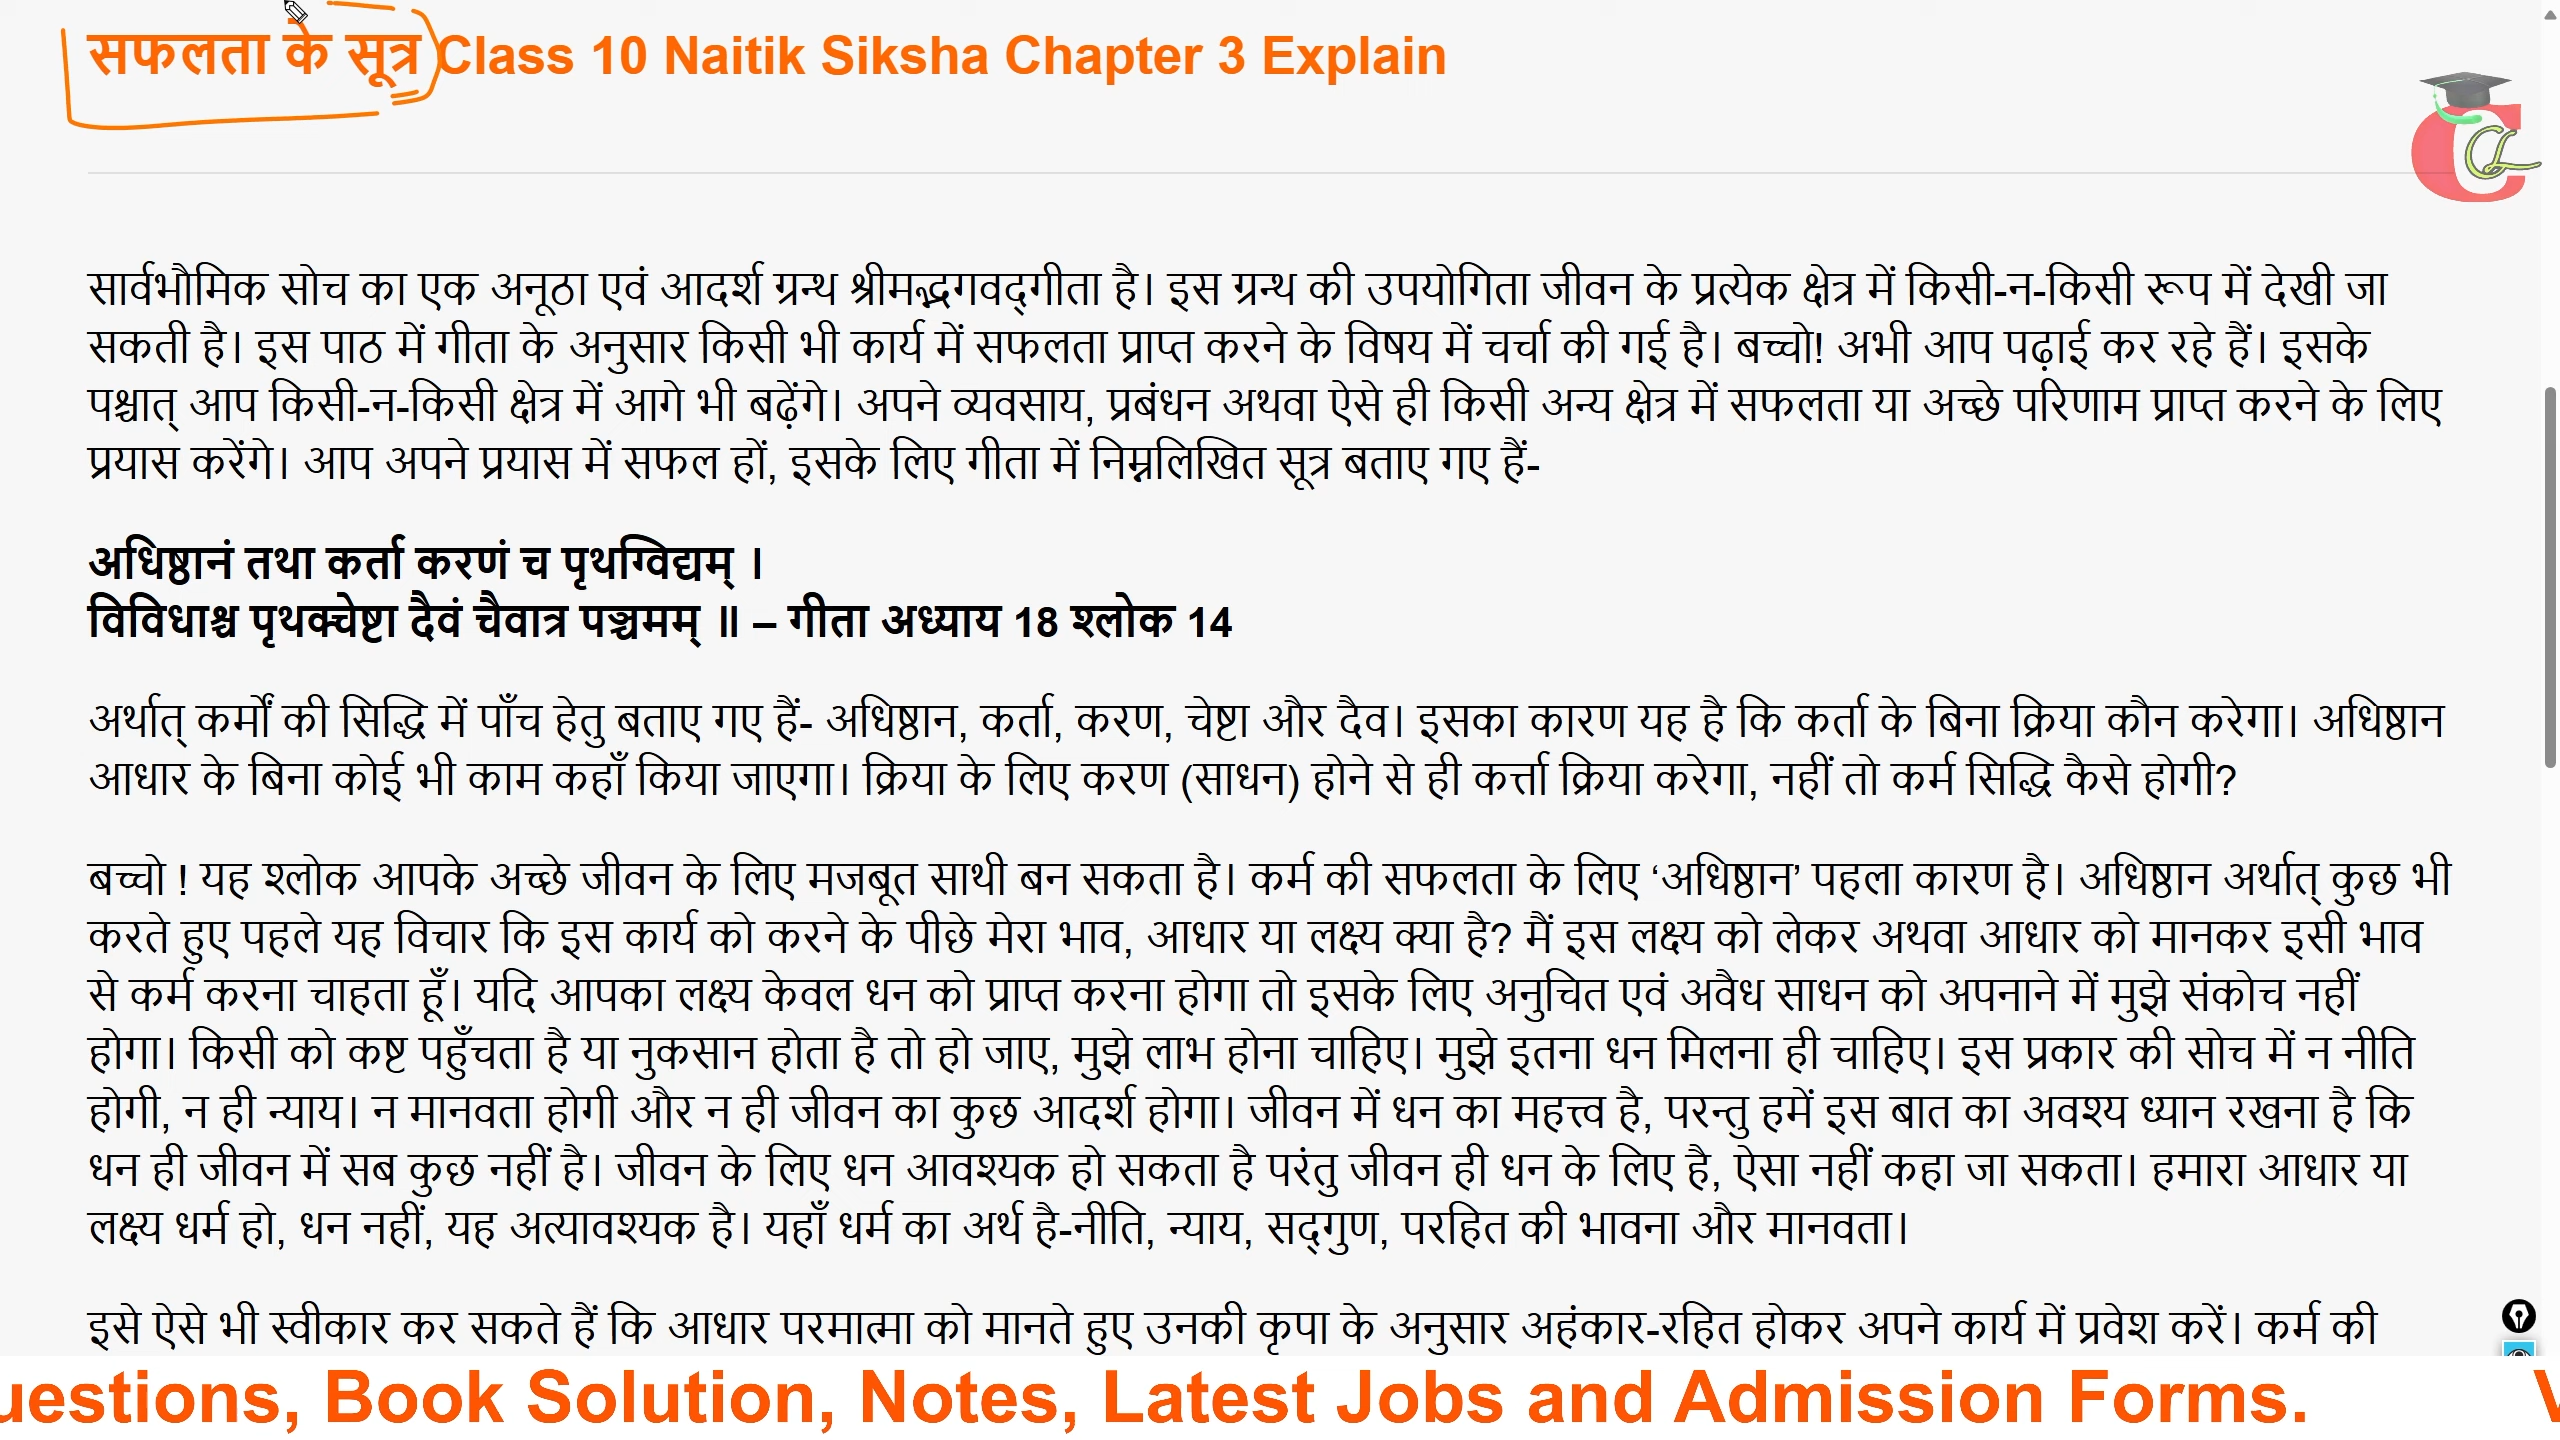 सफलता के सूत्र Class 10 Naitik Siksha Chapter 3 Explain
सार्वभौमिक सोच का एक अनूठा एवं आदर्श ग्रन्थ श्रीमद्भगवद्गीता है। इस ग्रन्थ की उपयोगिता जीवन के प्रत्येक क्षेत्र में किसी-न-किसी रूप में देखी जा
सकती है। इस पाठ में गीता के अनुसार किसी भी कार्य में सफलता प्राप्त करने के विषय में चर्चा की गई है। बच्चो! अभी आप पढ़ाई कर रहे हैं। इसके
पश्चात् आप किसी-न-किसी क्षेत्र में आगे भी बढ़ेंगे। अपने व्यवसाय, प्रबंधन अथवा ऐसे ही किसी अन्य क्षेत्र में सफलता या अच्छे परिणाम प्राप्त करने के लिए
प्रयास करेंगे। आप अपने प्रयास में सफल हों, इसके लिए गीता में निम्नलिखित सूत्र बताए गए हैं-
अधिष्ठानं तथा कर्ता करणं च पृथग्विद्यम् ।
विविधाश्च पृथक्चेष्टा दैवं चैवात्र पञ्चमम् ॥ – गीता अध्याय 18 श्लोक 14
अर्थात् कर्मों की सिद्धि में पाँच हेतु बताए गए हैं- अधिष्ठान, कर्ता, करण, चेष्टा और दैव। इसका कारण यह है कि कर्ता के बिना क्रिया कौन करेगा। अधिष्ठान
आधार के बिना कोई भी काम कहाँ किया जाएगा। क्रिया के लिए करण (साधन) होने से ही कर्त्ता क्रिया करेगा, नहीं तो कर्म सिद्धि कैसे होगी?
बच्चो ! यह श्लोक आपके अच्छे जीवन के लिए मजबूत साथी बन सकता है। कर्म की सफलता के लिए ‘अधिष्ठान’ पहला कारण है। अधिष्ठान अर्थात् कुछ भी
करते हुए पहले यह विचार कि इस कार्य को करने के पीछे मेरा भाव, आधार या लक्ष्य क्या है? मैं इस लक्ष्य को लेकर अथवा आधार को मानकर इसी भाव
से कर्म करना चाहता हूँ। यदि आपका लक्ष्य केवल धन को प्राप्त करना होगा तो इसके लिए अनुचित एवं अवैध साधन को अपनाने में मुझे संकोच नहीं
होगा। किसी को कष्ट पहुँचता है या नुकसान होता है तो हो जाए, मुझे लाभ होना चाहिए। मुझे इतना धन मिलना ही चाहिए। इस प्रकार की सोच में न नीति
होगी, न ही न्याय। न मानवता होगी और न ही जीवन का कुछ आदर्श होगा। जीवन में धन का महत्त्व है, परन्तु हमें इस बात का अवश्य ध्यान रखना है कि
धन ही जीवन में सब कुछ नहीं है। जीवन के लिए धन आवश्यक हो सकता है परंतु जीवन ही धन के लिए है, ऐसा नहीं कहा जा सकता। हमारा आधार या
लक्ष्य धर्म हो, धन नहीं, यह अत्यावश्यक है। यहाँ धर्म का अर्थ है-नीति, न्याय, सद्गुण, परहित की भावना और मानवता।
इसे ऐसे भी स्वीकार कर सकते हैं कि आधार परमात्मा को मानते हुए उनकी कृपा के अनुसार अहंकार-रहित होकर अपने कार्य में प्रवेश करें। कर्म की
uestions, Book Solution, Notes, Latest Jobs and Admission Forms.